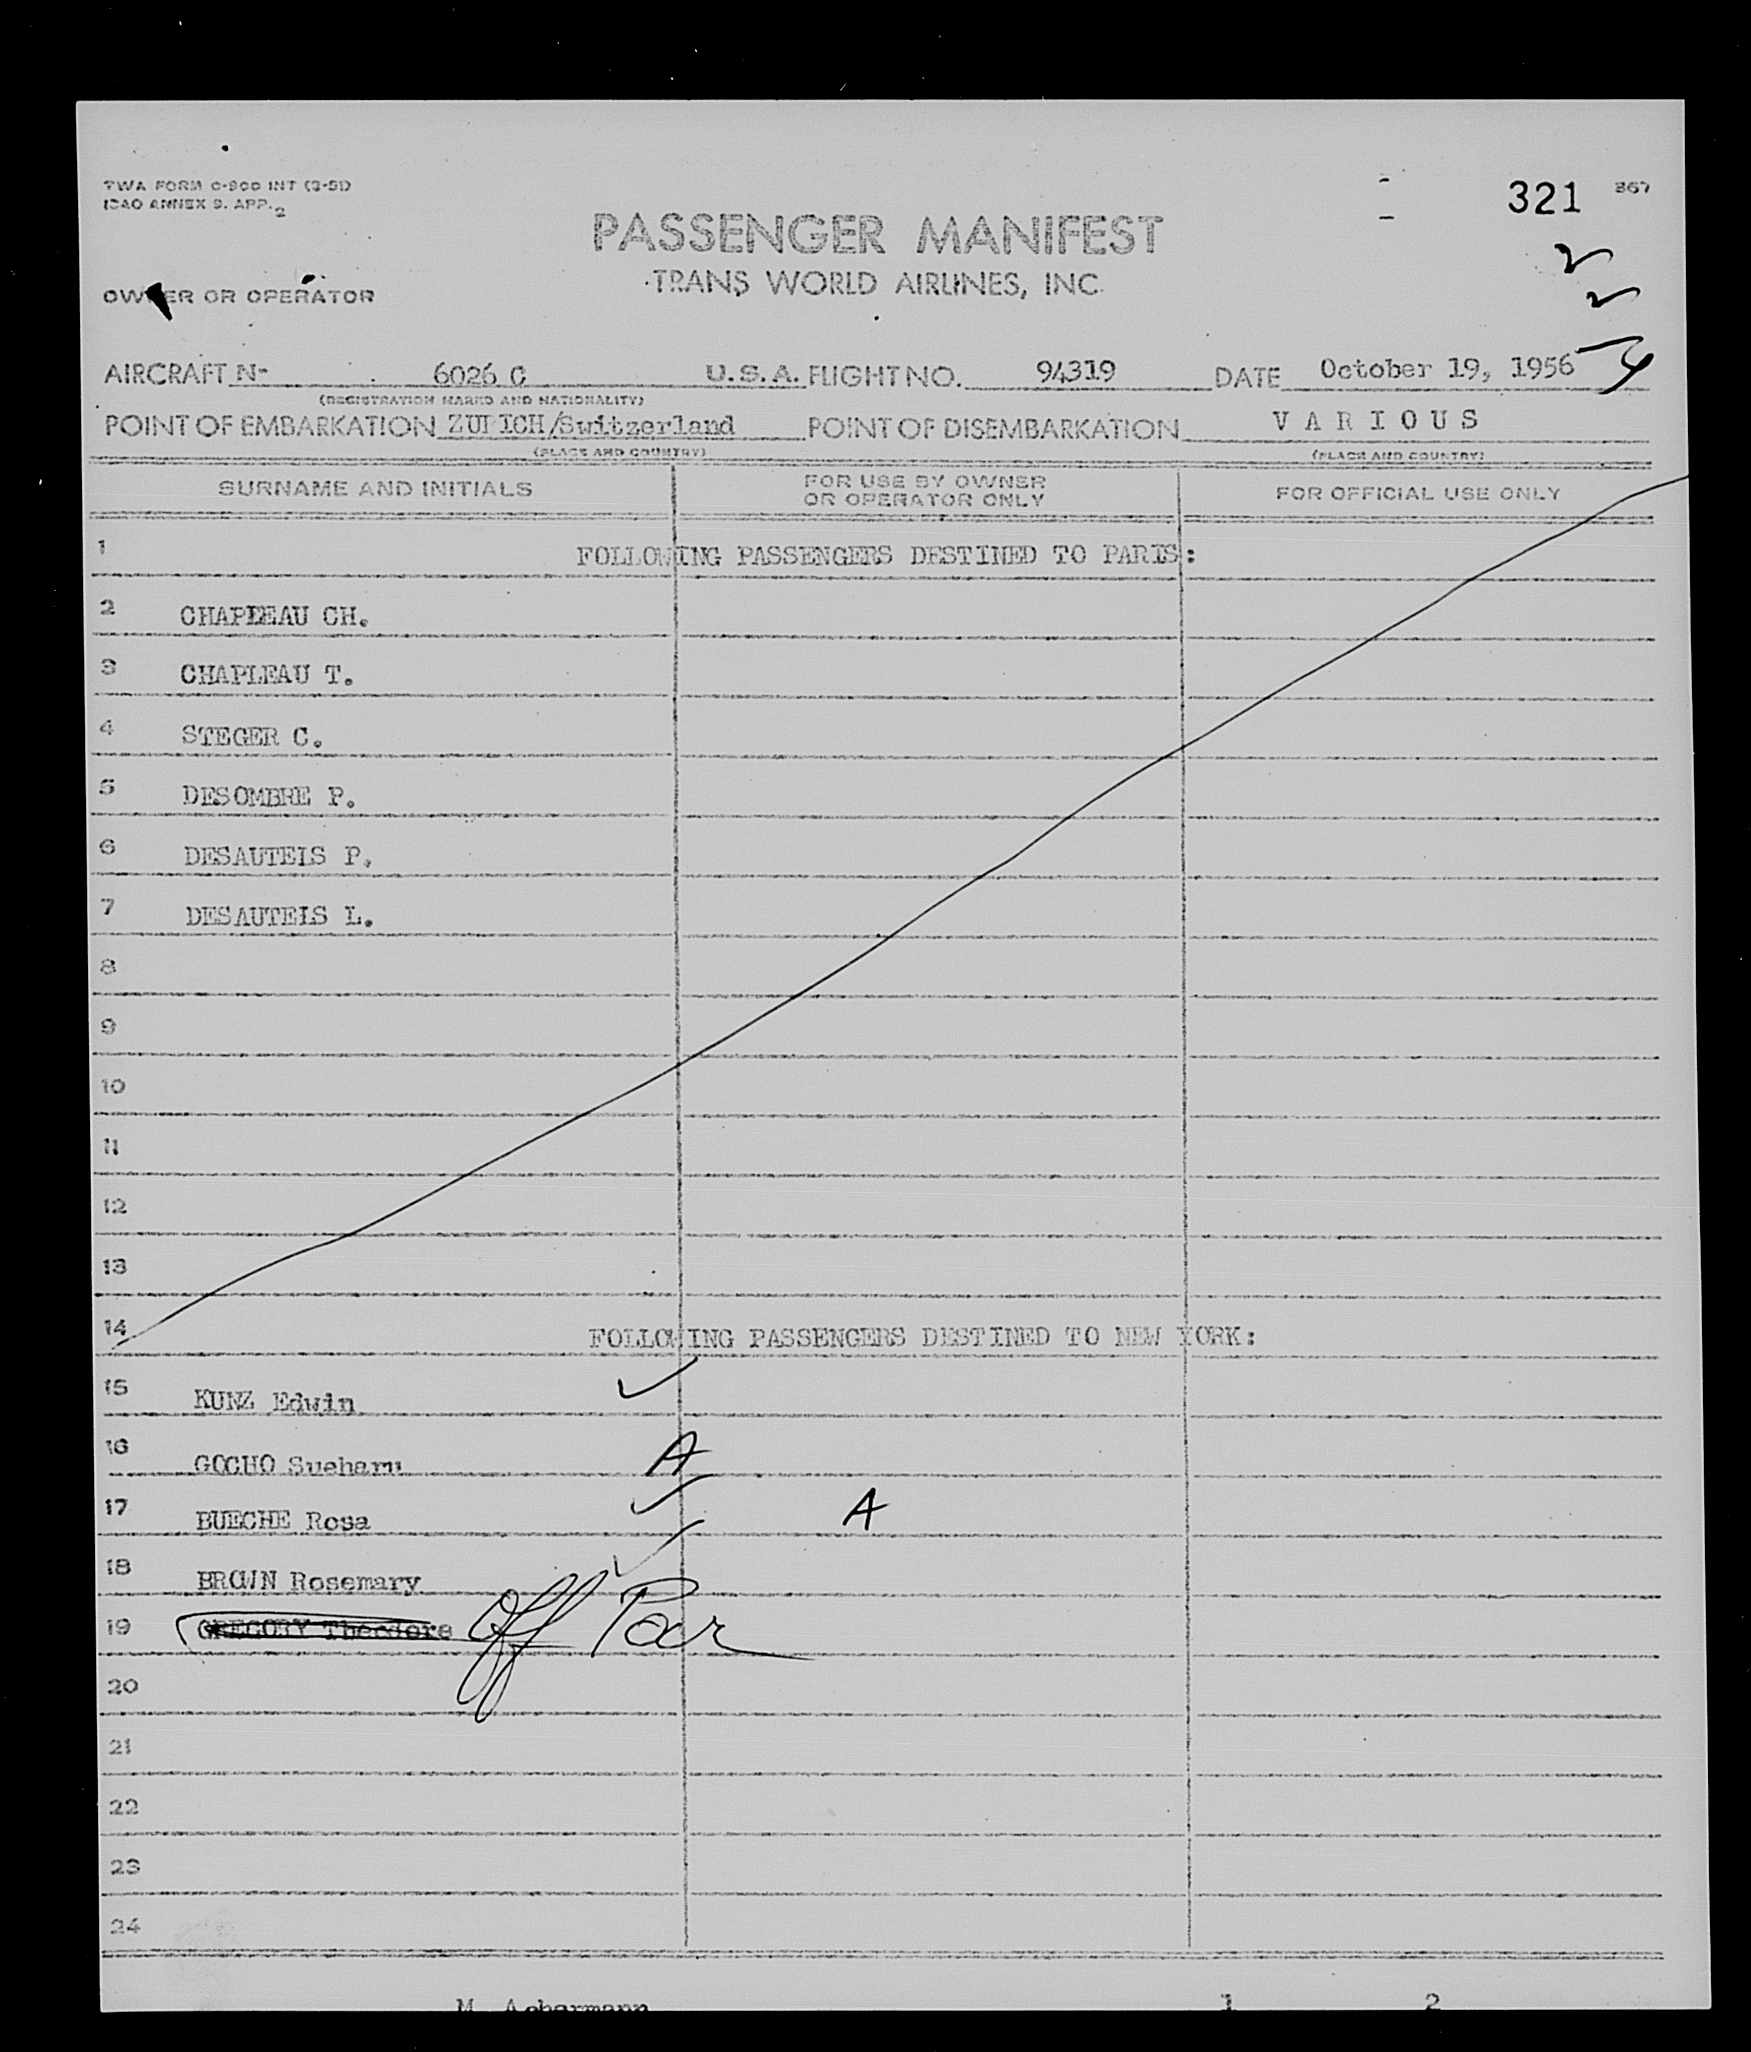 TWA FORM C-900 INT (3-51)
ICAO ANNEX 9. APP. 2
321 367
PASSENGER MANIFEST
TRANS WORLD AIRLINES, INC.
OWNER OR OPERATOR
AIRCRAFT N- 6026 C U.S.A. FLIGHT NO. 94319 DATE October 19, 1956
(REGISTRATION MARKS AND NATIONALITY)
POINT OF EMBARKATION ZURICH/Switzerland POINT OF DISEMBARKATION VARIOUS
(PLACE AND COUNTRY) (PLACE AND COUNTRY)
SURNAME AND INITIALS FOR USE BY OWNER OR OPERATOR ONLY FOR OFFICIAL USE ONLY
1 FOLLOWING PASSENGERS DESTINED TO PARIS:
2 CHAPLEAU CH.
3 CHAPLEAU T.
4 STEGER C.
5 DESOMBRE P.
6 DESAUTELS P.
7 DESAUTELS L.
8
9
10
11
12
13
14 FOLLOWING PASSENGERS DESTINED TO NEW YORK:
15 KUNZ Edwin
16 GOCHO Sueharu A
17 BUECHE Rosa A
18 BROWN Rosemary
19 GREGORY Theodore Off Par
20
21
22
23
24
M. Achermann 1 2